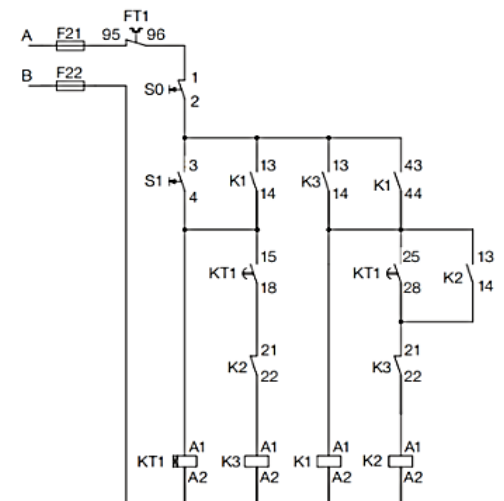 FT1
A F21 95 96
B F22
S0 1
2
S1 3
4
K1 13
14
K3 13
14
K1 43
44
KT1 15
18
KT1 25
28
K2 13
14
K2 21
22
K3 21
22
KT1 A1
A2
K3 A1
A2
K1 A1
A2
K2 A1
A2